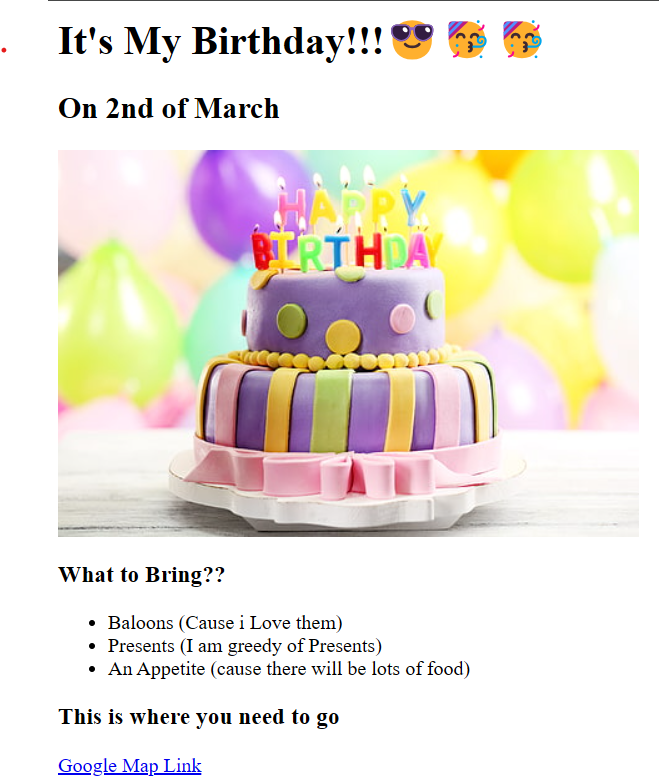 It's My Birthday!!!😎 🥳 🥳
On 2nd of March
HAPPY
BIRTHDAY
What to Bring??
• Baloons (Cause i Love them)
• Presents (I am greedy of Presents)
• An Appetite (cause there will be lots of food)
This is where you need to go
Google Map Link